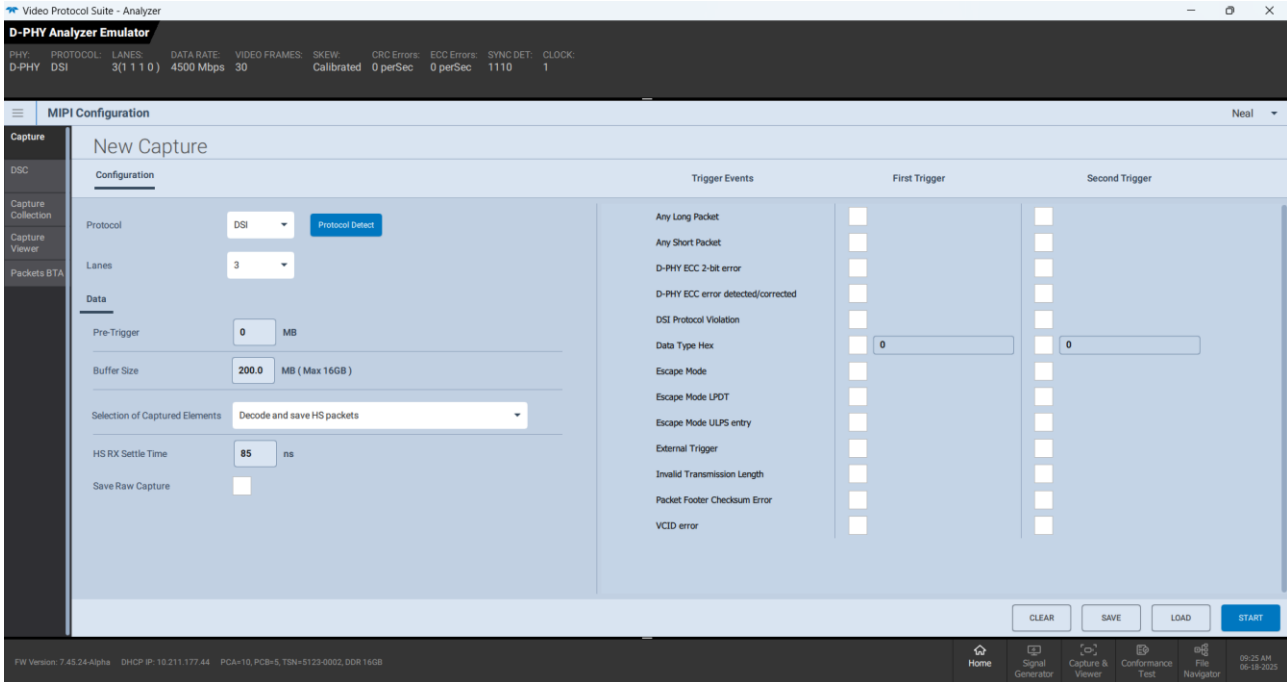 Video Protocol Suite - Analyzer
D-PHY Analyzer Emulator
PHY: PROTOCOL: LANES: DATA RATE: VIDEO FRAMES: SKEW: CRC Errors: ECC Errors: SYNC DET: CLOCK:
D-PHY DSI 3(1 1 1 0 ) 4500 Mbps 30 Calibrated 0 perSec 0 perSec 1110 1
MIPI Configuration Neal
Capture
DSC
Capture
Collection
Capture
Viewer
Packets BTA
New Capture
Configuration
Protocol DSI Protocol Detect
Lanes 3
Data
Pre-Trigger 0 MB
Buffer Size 200.0 MB ( Max 16GB )
Selection of Captured Elements Decode and save HS packets
HS RX Settle Time 85 ns
Save Raw Capture
Trigger Events First Trigger Second Trigger
Any Long Packet
Any Short Packet
D-PHY ECC 2-bit error
D-PHY ECC error detected/corrected
DSI Protocol Violation
Data Type Hex 0 0
Escape Mode
Escape Mode LPDT
Escape Mode ULPS entry
External Trigger
Invalid Transmission Length
Packet Footer Checksum Error
VCID error
CLEAR SAVE LOAD START
FW Version: 7.45.24-Alpha DHCP IP: 10.211.177.44 PCA=10, PCB=5, TSN=5123-0002, DDR 16GB
Home
Signal
Generator
Capture &
Viewer
Conformance
Test
File
Navigator
09:25 AM
06-18-2025